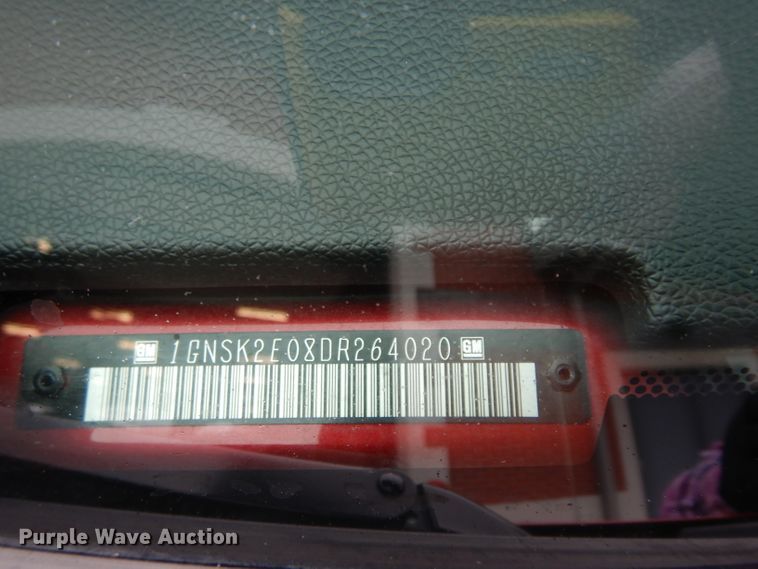 GM 1GNSK2E08DR264020 GM
Purple Wave Auction